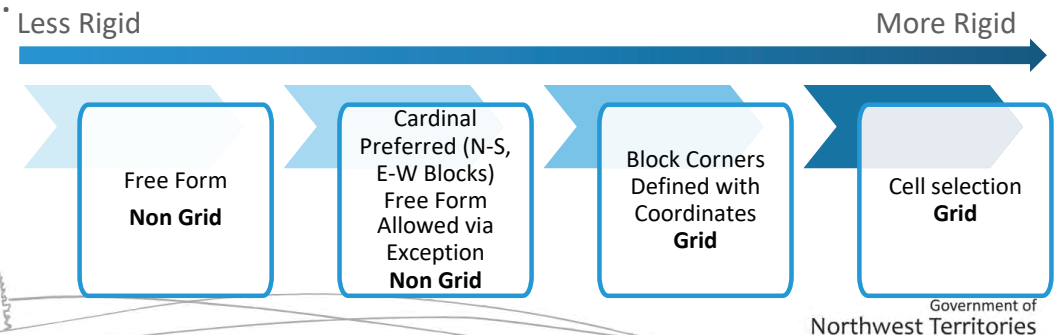 Less Rigid
More Rigid
Free Form
Non Grid
Cardinal
Preferred (N-S,
E-W Blocks)
Free Form
Allowed via
Exception
Non Grid
Block Corners
Defined with
Coordinates
Grid
Cell selection
Grid
Government of
Northwest Territories